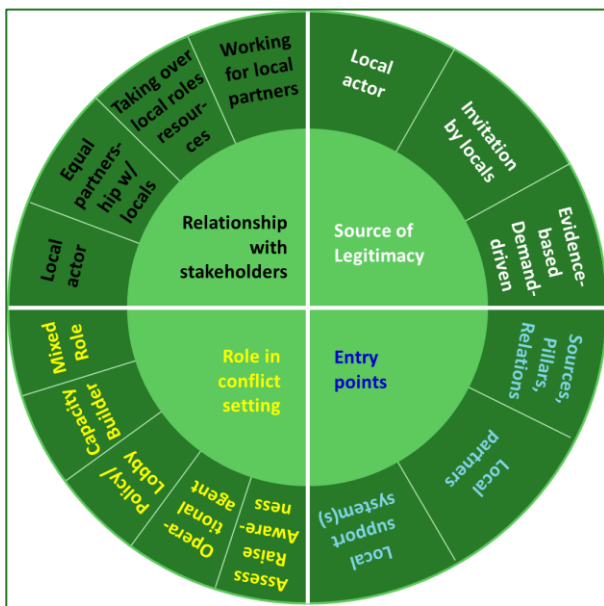 Working
for local
partners
Taking over
local roles
resour-
ces
Equal
partners-
hip w/
locals
Local
actor
Relationship
with
stakeholders
Local
actor
Invitation
by locals
Evidence-
based
Demand-
driven
Source of
Legitimacy
Mixed
Role
Capacity
Builder
Policy/
Lobby
Opera-
tional
agent
Assess
Raise
Aware-
ness
Role in
conflict
setting
Entry
points
Sources,
Pillars,
Relations
Local
partners
Local
support
system(s)